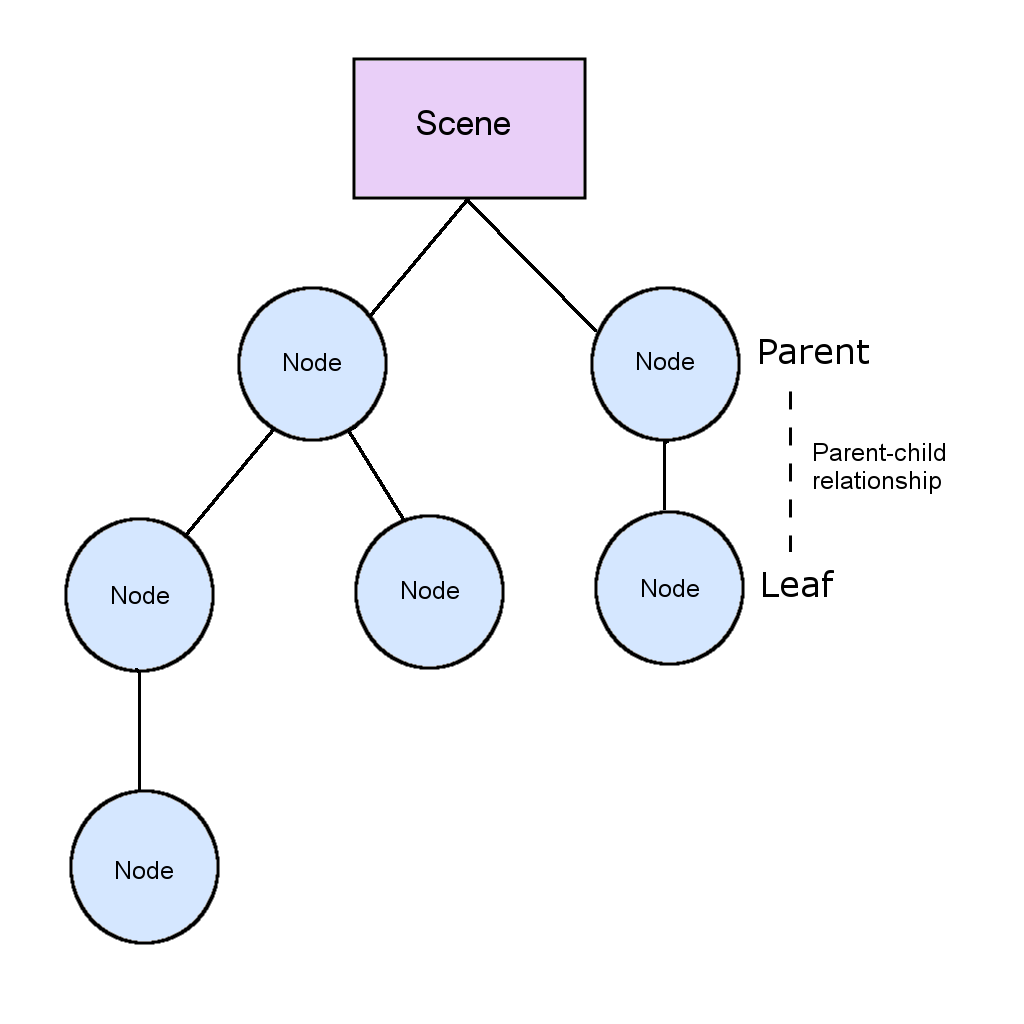 Scene
Node
Node
Parent
Parent-child
relationship
Node
Node
Node
Leaf
Node